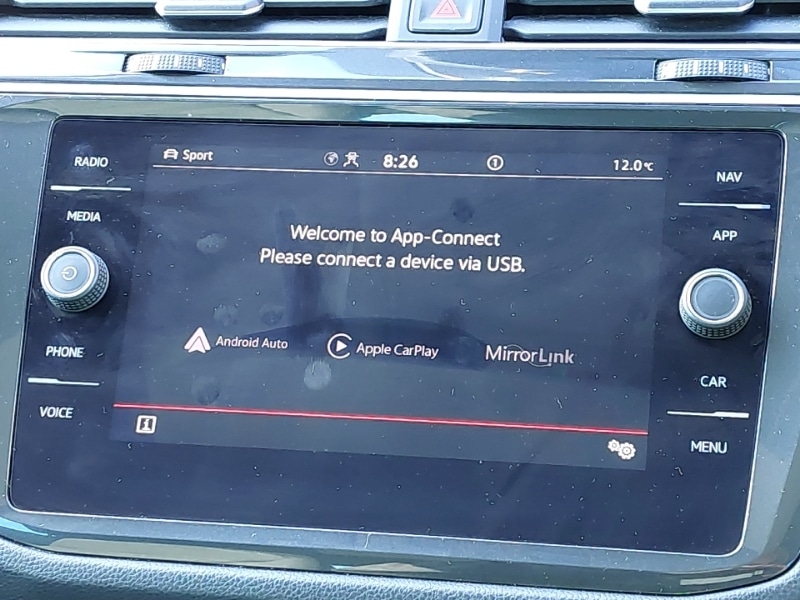 RADIO
MEDIA
PHONE
VOICE
Sport 8:26 1 12.0°C
Welcome to App-Connect
Please connect a device via USB.
Android Auto Apple CarPlay MirrorLink
i
NAV
APP
CAR
MENU